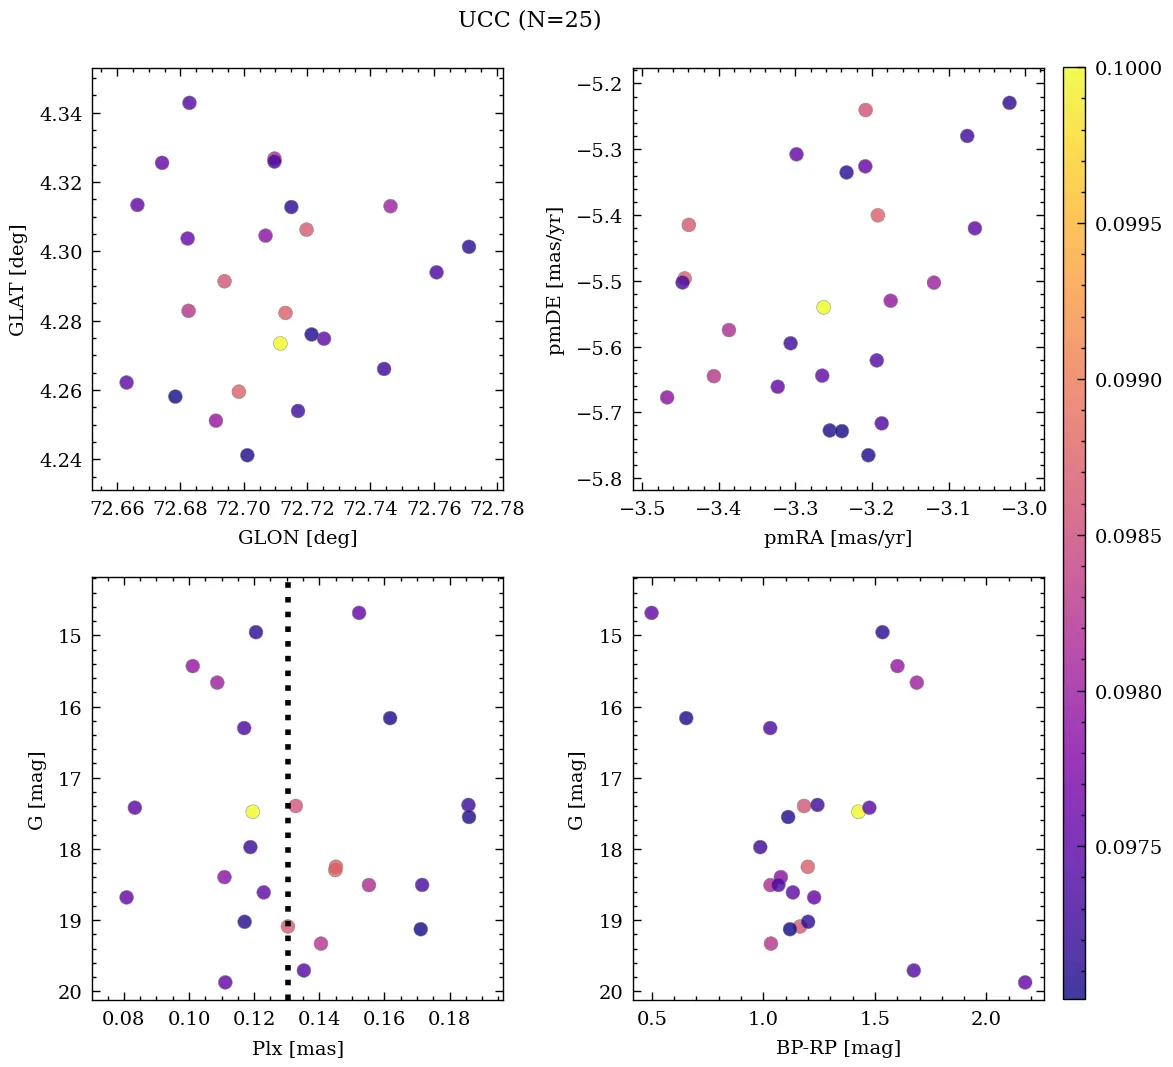 UCC (N=25)
4.34
4.32
4.30
4.28
4.26
4.24
GLAT [deg]
72.66 72.68 72.70 72.72 72.74 72.76 72.78
GLON [deg]
−5.2
−5.3
−5.4
−5.5
−5.6
−5.7
−5.8
pmDE [mas/yr]
−3.5 −3.4 −3.3 −3.2 −3.1 −3.0
pmRA [mas/yr]
0.1000
0.0995
0.0990
0.0985
0.0980
0.0975
15
16
17
18
19
20
G [mag]
0.08 0.10 0.12 0.14 0.16 0.18
Plx [mas]
15
16
17
18
19
20
G [mag]
0.5 1.0 1.5 2.0
BP-RP [mag]